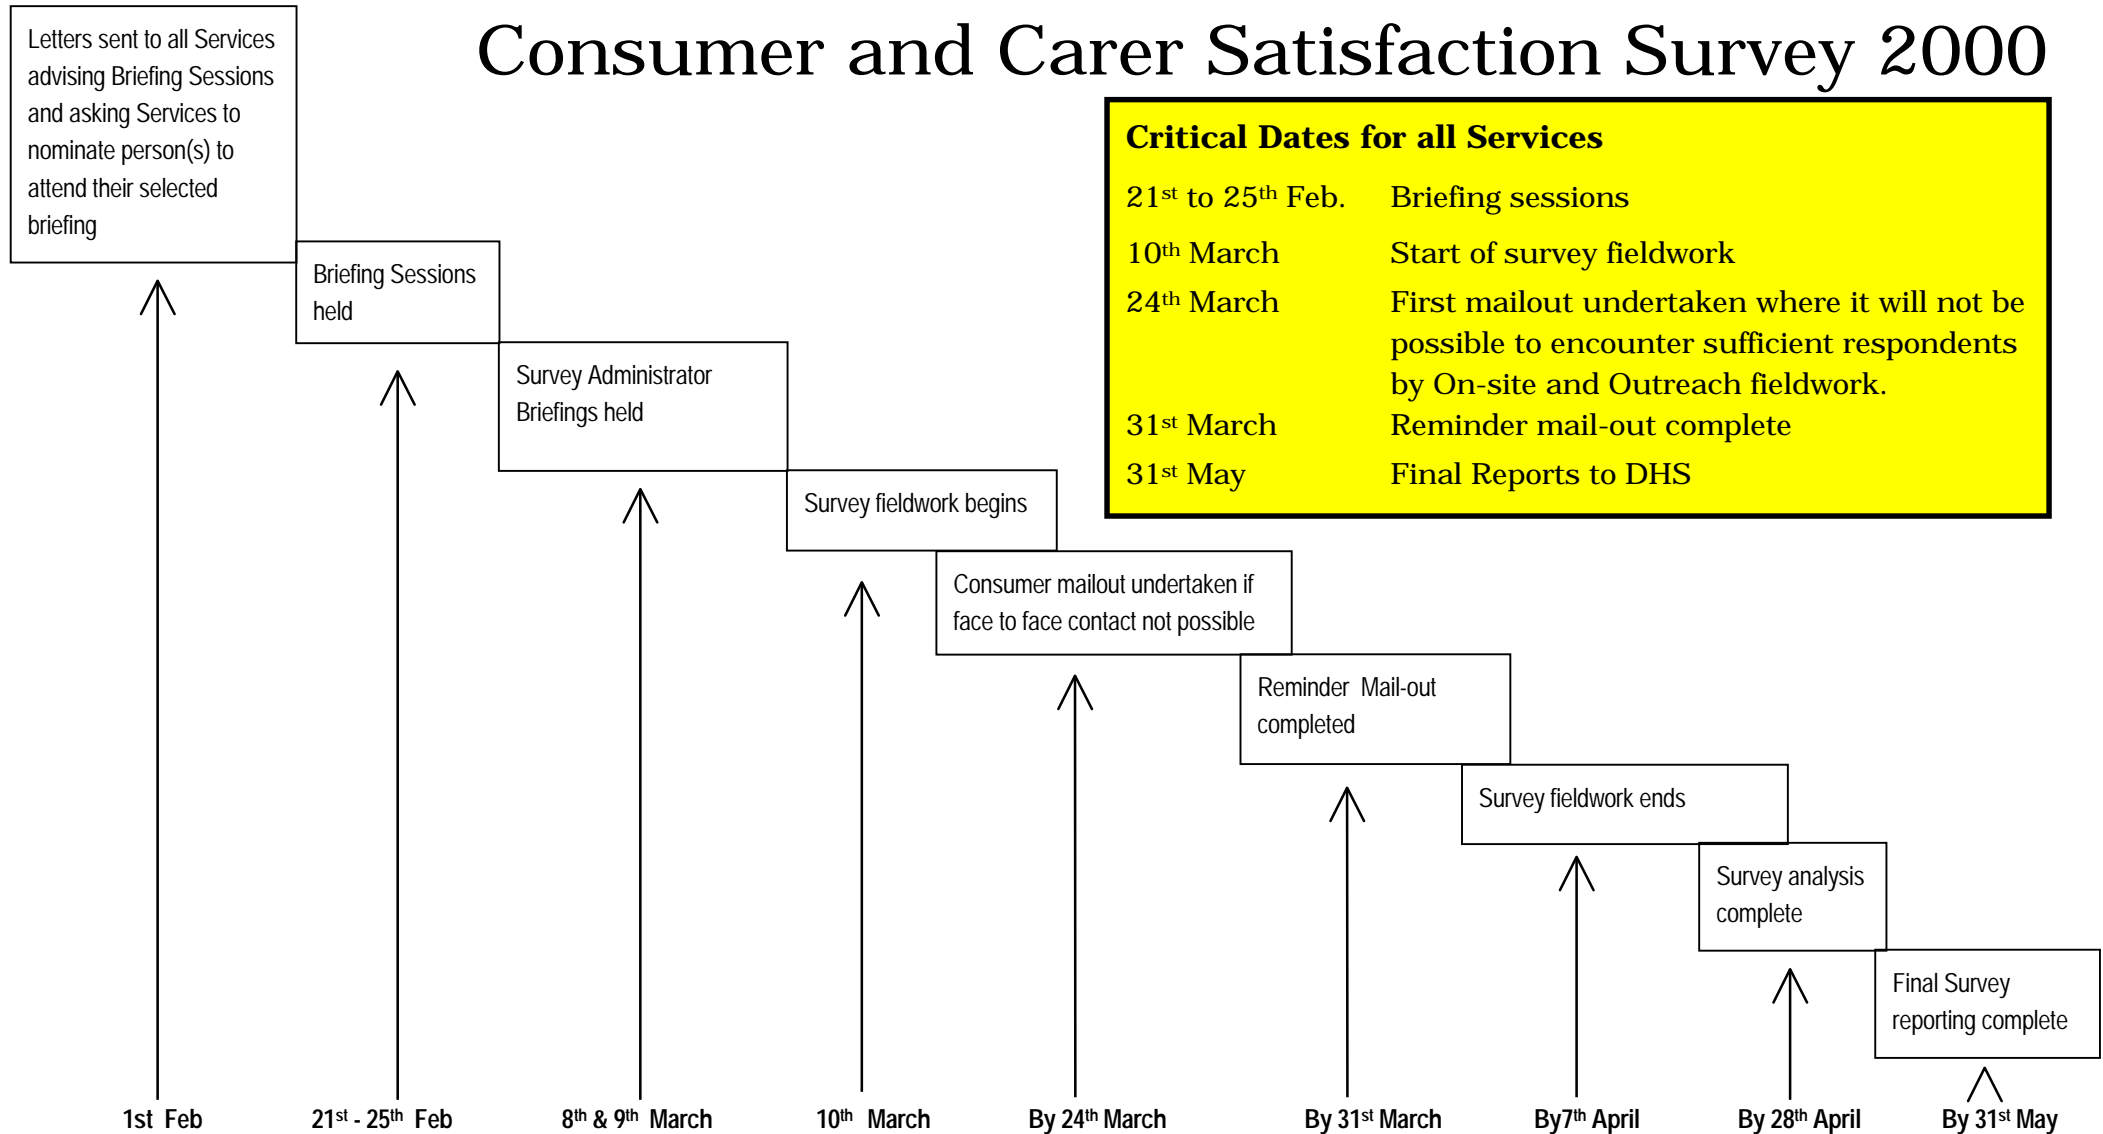 Consumer and Carer Satisfaction Survey 2000
Letters sent to all Services
advising Briefing Sessions
and asking Services to
nominate person(s) to
attend their selected
briefing
Critical Dates for all Services
21st to 25th Feb. Briefing sessions
10th March Start of survey fieldwork
24th March First mailout undertaken where it will not be
possible to encounter sufficient respondents
by On-site and Outreach fieldwork.
31st March Reminder mail-out complete
31st May Final Reports to DHS
Briefing Sessions
held
Survey Administrator
Briefings held
Survey fieldwork begins
Consumer mailout undertaken if
face to face contact not possible
Reminder Mail-out
completed
Survey fieldwork ends
Survey analysis
complete
Final Survey
reporting complete
1st Feb 21st - 25th Feb 8th & 9th March 10th March By 24th March By 31st March By7th April By 28th April By 31st May